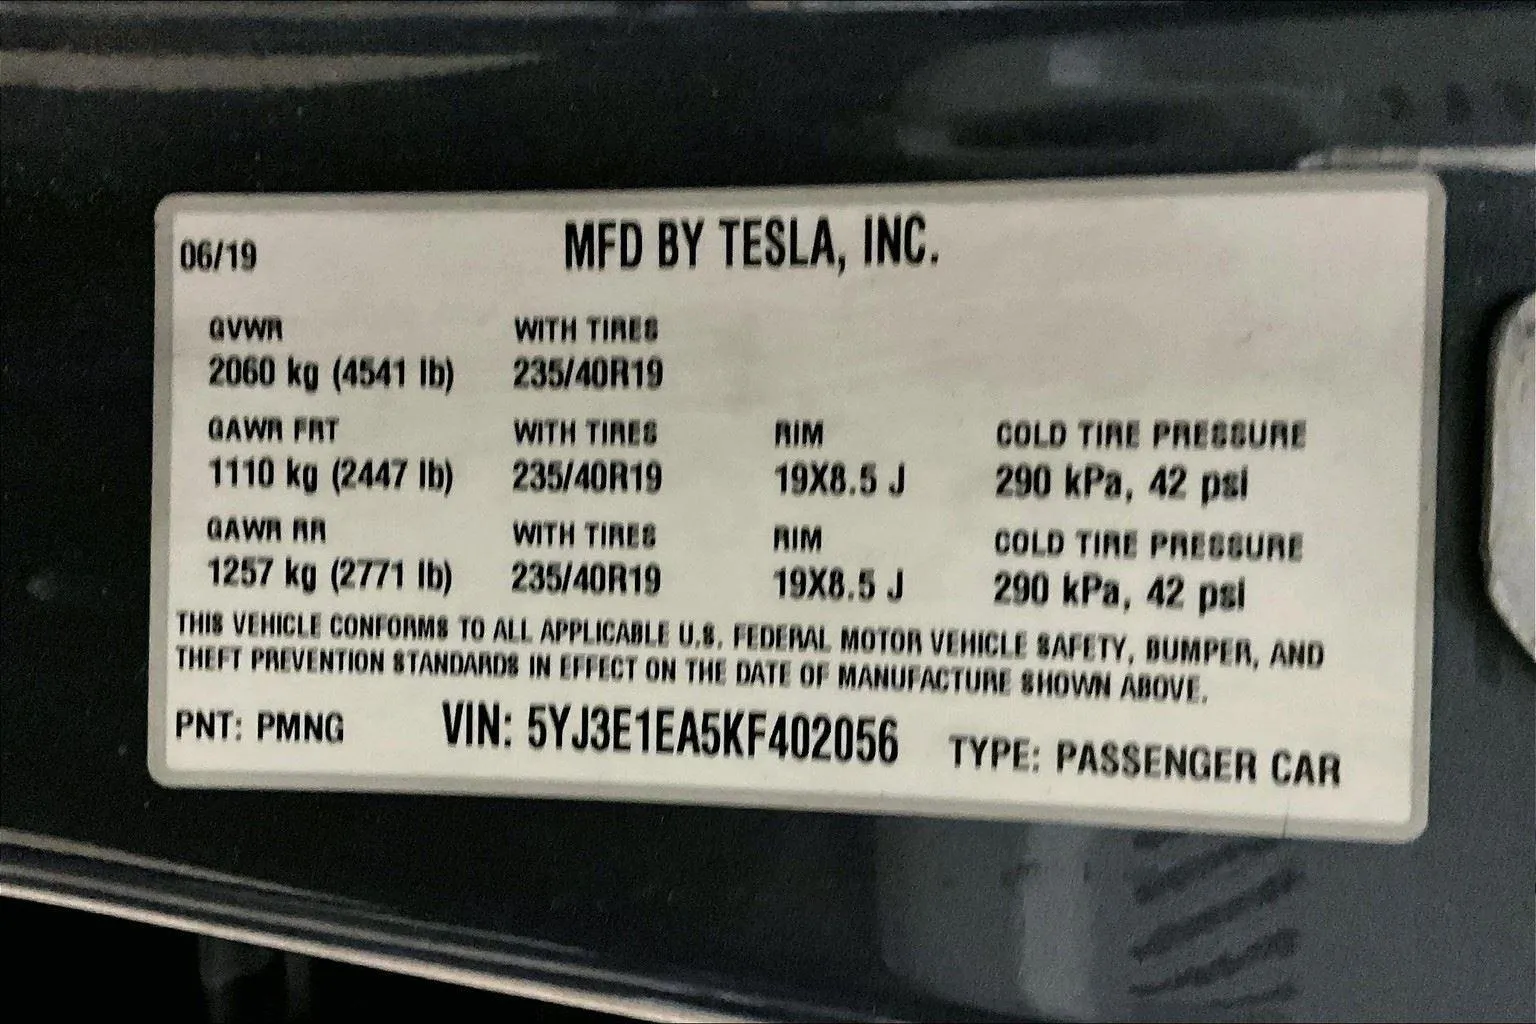 06/19 MFD BY TESLA, INC.
GVWR WITH TIRES
2060 kg (4541 lb) 235/40R19
GAWR FRT WITH TIRES RIM COLD TIRE PRESSURE
1110 kg (2447 lb) 235/40R19 19X8.5 J 290 kPa, 42 psi
GAWR RR WITH TIRES RIM COLD TIRE PRESSURE
1257 kg (2771 lb) 235/40R19 19X8.5 J 290 kPa, 42 psi
THIS VEHICLE CONFORMS TO ALL APPLICABLE U.S. FEDERAL MOTOR VEHICLE SAFETY, BUMPER, AND
THEFT PREVENTION STANDARDS IN EFFECT ON THE DATE OF MANUFACTURE SHOWN ABOVE.
PNT: PMNG VIN: 5YJ3E1EA5KF402056 TYPE: PASSENGER CAR